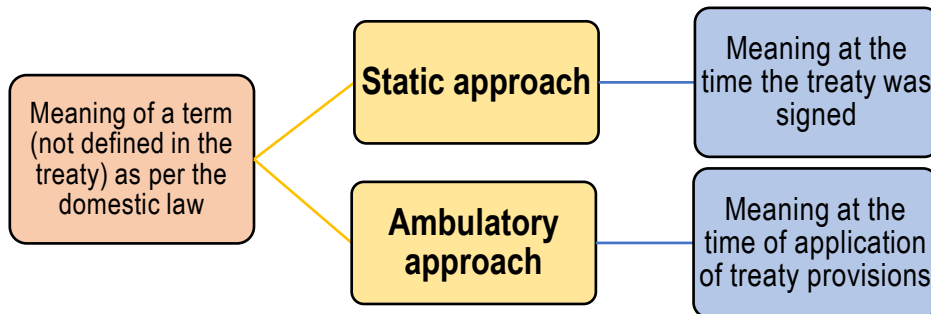 Meaning of a term
(not defined in the
treaty) as per the
domestic law
Static approach
Meaning at the
time the treaty was
signed
Ambulatory
approach
Meaning at the
time of application
of treaty provisions